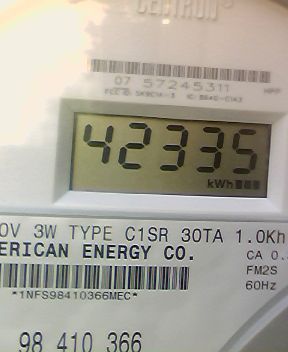 CENTRON
07 57245311
42335
kWh
0V 3W TYPE C1SR 30TA 1.0Kh
ERICAN ENERGY CO.
CA 0.
FM2S
*1NFS98410366MEC*
60Hz
98 410 366